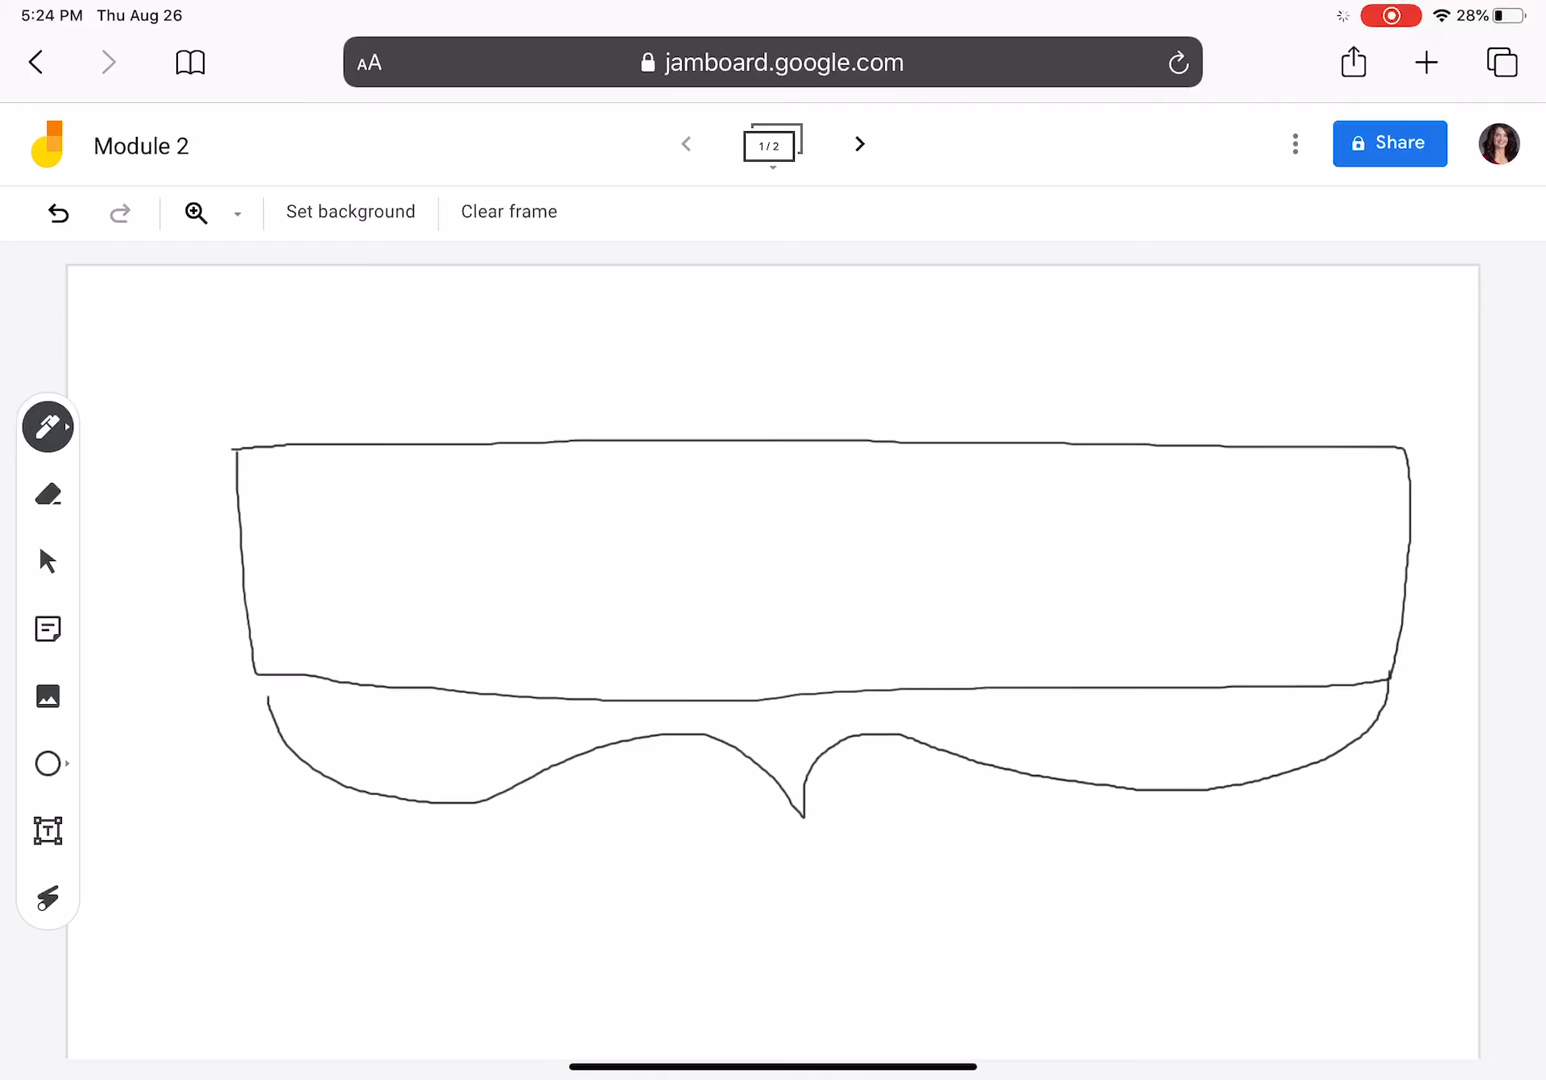 5:24 PM Thu Aug 26
28%
AA jamboard.google.com
Module 2
1 / 2
Share
Set background
Clear frame
T